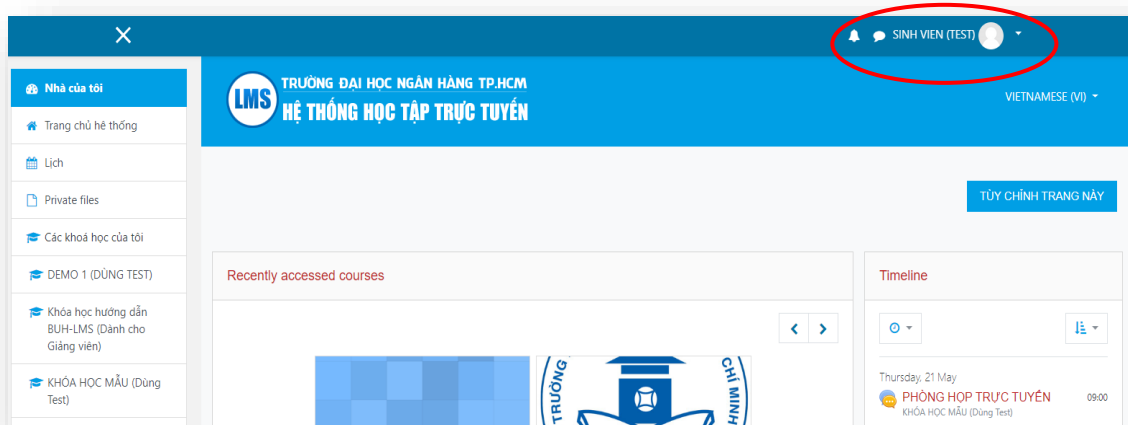 SINH VIEN (TEST)
Nhà của tôi
Trang chủ hệ thống
Lịch
Private files
Các khoá học của tôi
DEMO 1 (DÙNG TEST)
Khóa học hướng dẫn
BUH-LMS (Dành cho
Giảng viên)
KHÓA HỌC MẪU (Dùng
Test)
LMS
TRƯỜNG ĐẠI HỌC NGÂN HÀNG TP.HCM
HỆ THỐNG HỌC TẬP TRỰC TUYẾN
VIETNAMESE (VI)
TÙY CHỈNH TRANG NÀY
Recently accessed courses
TRƯỜNG
CHÍ MINH
Timeline
Thursday, 21 May
PHÒNG HỌP TRỰC TUYẾN 09:00
KHÓA HỌC MẪU (Dùng Test)